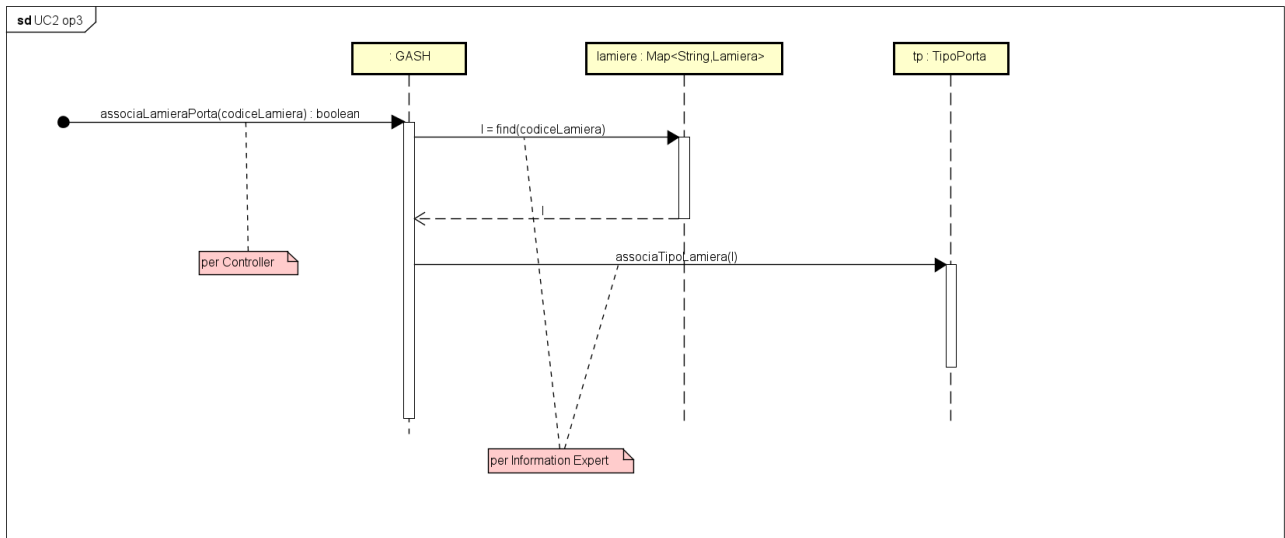 sd UC2 op3
: GASH
lamiere : Map<String,Lamiera>
tp : TipoPorta
associaLamieraPorta(codiceLamiera) : boolean
l = find(codiceLamiera)
l
per Controller
associaTipoLamiera(l)
per Information Expert